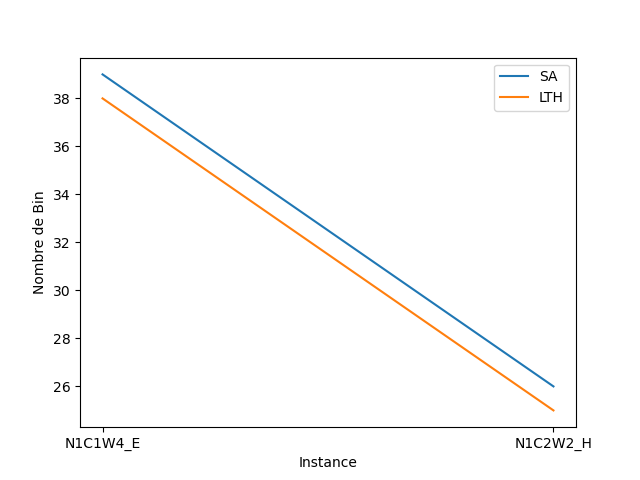 SA
LTH
38
36
34
32
30
28
26
Nombre de Bin
N1C1W4_E
N1C2W2_H
Instance